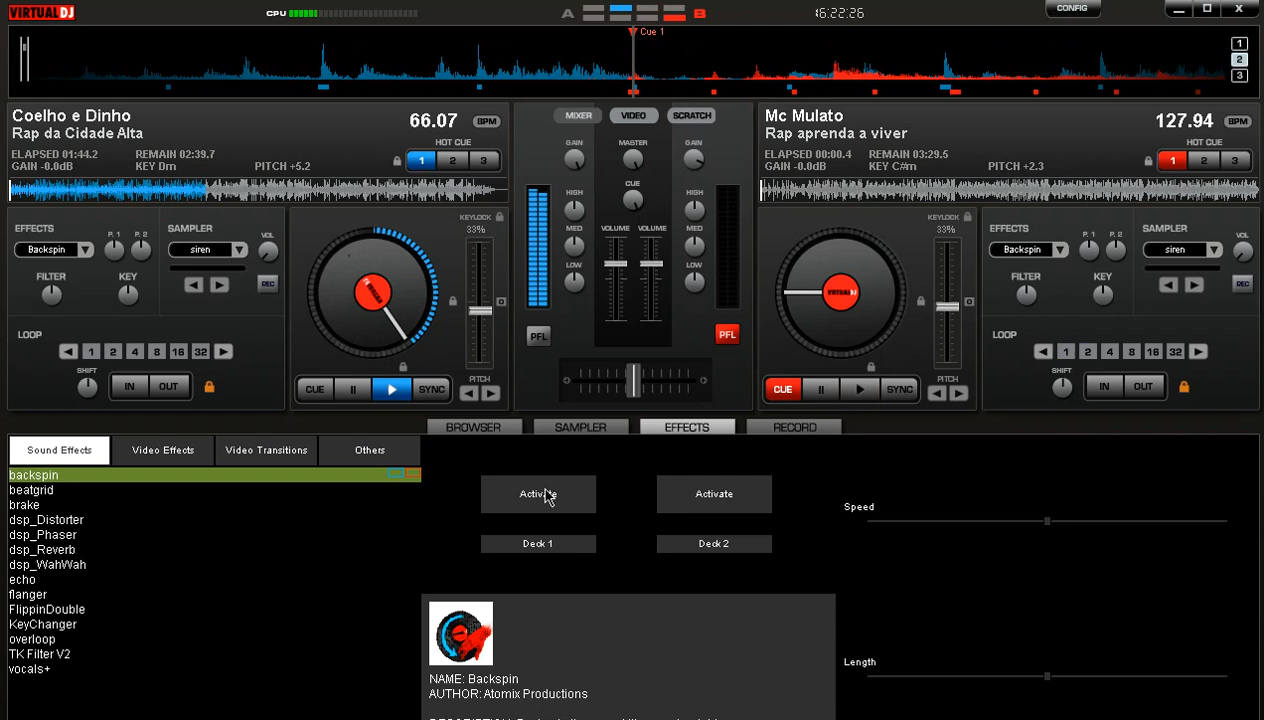 VIRTUAL DJ
CPU
A
B
16:22:26
CONFIG
Cue 1
1
2
3
Coelho e Dinho
Rap da Cidade Alta
66.07 BPM
HOT CUE
ELAPSED 01:44.2 REMAIN 02:39.7
GAIN -0.0dB KEY Dm PITCH +5.2
1 2 3
MIXER VIDEO SCRATCH
GAIN MASTER GAIN
HIGH CUE HIGH
MED MED
VOLUME VOLUME
LOW LOW
PFL PFL
Mc Mulato
Rap aprenda a viver
127.94 BPM
HOT CUE
ELAPSED 00:00.4 REMAIN 03:29.5
GAIN -0.0dB KEY C#m PITCH +2.3
1 2 3
EFFECTS
Backspin
P. 1 P. 2
SAMPLER
siren
VOL
FILTER KEY
REC
LOOP
1 2 4 8 16 32
SHIFT
IN OUT
KEYLOCK
33%
CUE SYNC
PITCH
KEYLOCK
33%
CUE SYNC
PITCH
EFFECTS
Backspin
P. 1 P. 2
SAMPLER
siren
VOL
FILTER KEY
REC
LOOP
1 2 4 8 16 32
SHIFT
IN OUT
BROWSER SAMPLER EFFECTS RECORD
Sound Effects Video Effects Video Transitions Others
backspin
beatgrid
brake
dsp_Distorter
dsp_Phaser
dsp_Reverb
dsp_WahWah
echo
flanger
FlippinDouble
KeyChanger
overloop
TK Filter V2
vocals+
Activate Activate
Deck 1 Deck 2
Speed
Length
NAME: Backspin
AUTHOR: Atomix Productions